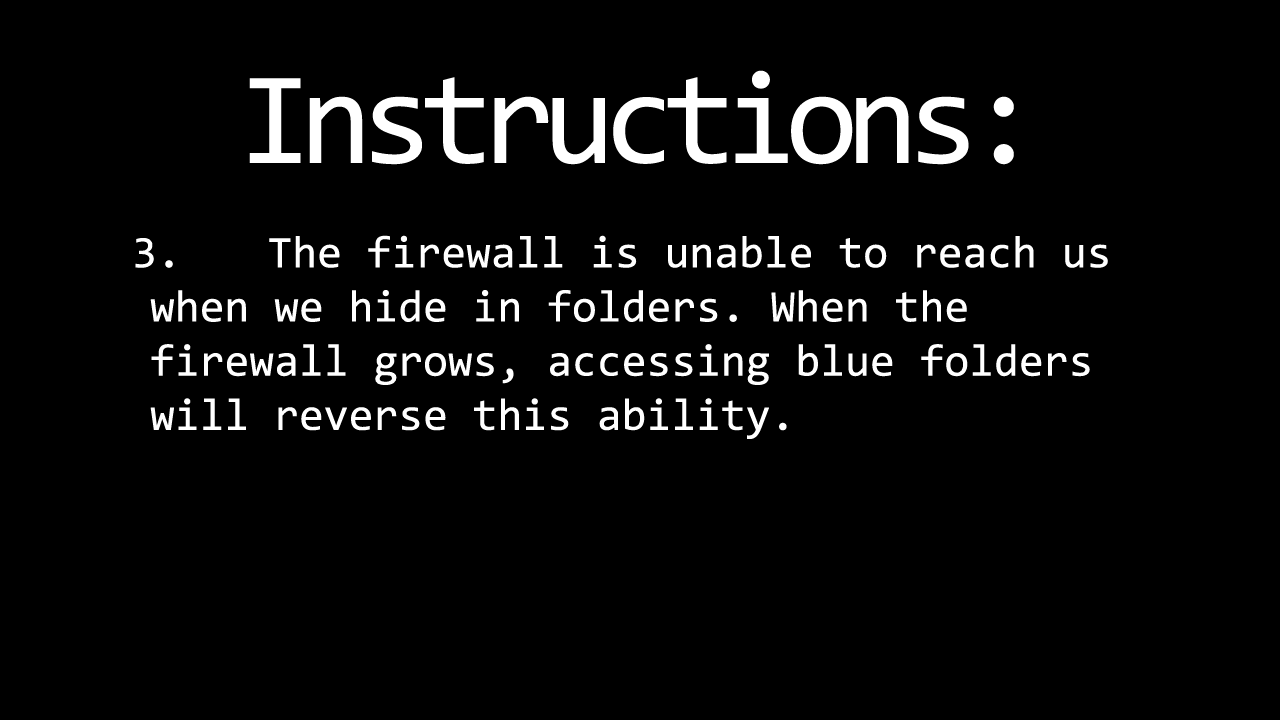 Instructions:
3. The firewall is unable to reach us
when we hide in folders. When the
firewall grows, accessing blue folders
will reverse this ability.